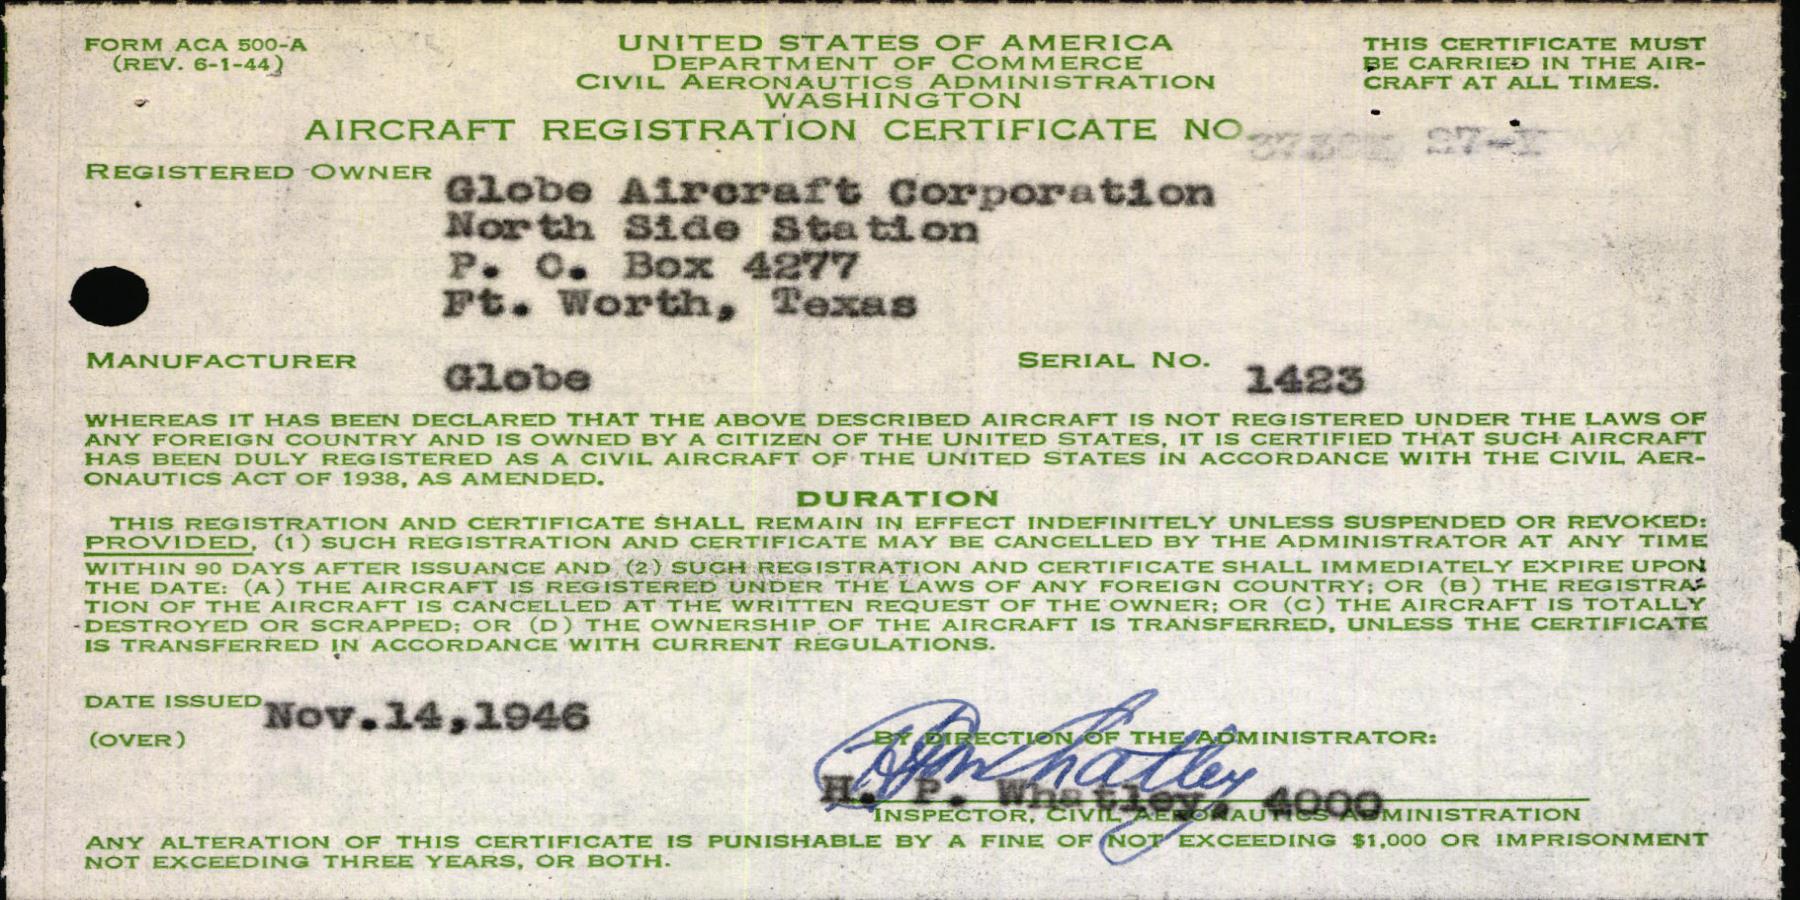 FORM ACA 500-A
(REV. 6-1-44)
UNITED STATES OF AMERICA
DEPARTMENT OF COMMERCE
CIVIL AERONAUTICS ADMINISTRATION
WASHINGTON
THIS CERTIFICATE MUST
BE CARRIED IN THE AIR-
CRAFT AT ALL TIMES.
AIRCRAFT REGISTRATION CERTIFICATE NO.
REGISTERED OWNER
Globe Aircraft Corporation
North Side Station
P. O. Box 4277
Ft. Worth, Texas
MANUFACTURER Globe SERIAL NO. 1423
WHEREAS IT HAS BEEN DECLARED THAT THE ABOVE DESCRIBED AIRCRAFT IS NOT REGISTERED UNDER THE LAWS OF
ANY FOREIGN COUNTRY AND IS OWNED BY A CITIZEN OF THE UNITED STATES, IT IS CERTIFIED THAT SUCH AIRCRAFT
HAS BEEN DULY REGISTERED AS A CIVIL AIRCRAFT OF THE UNITED STATES IN ACCORDANCE WITH THE CIVIL AER-
ONAUTICS ACT OF 1938, AS AMENDED.
DURATION
THIS REGISTRATION AND CERTIFICATE SHALL REMAIN IN EFFECT INDEFINITELY UNLESS SUSPENDED OR REVOKED:
PROVIDED, (1) SUCH REGISTRATION AND CERTIFICATE MAY BE CANCELLED BY THE ADMINISTRATOR AT ANY TIME
WITHIN 90 DAYS AFTER ISSUANCE AND (2) SUCH REGISTRATION AND CERTIFICATE SHALL IMMEDIATELY EXPIRE UPON
THE DATE: (A) THE AIRCRAFT IS REGISTERED UNDER THE LAWS OF ANY FOREIGN COUNTRY; OR (B) THE REGISTRA-
TION OF THE AIRCRAFT IS CANCELLED AT THE WRITTEN REQUEST OF THE OWNER; OR (C) THE AIRCRAFT IS TOTALLY
DESTROYED OR SCRAPPED; OR (D) THE OWNERSHIP OF THE AIRCRAFT IS TRANSFERRED, UNLESS THE CERTIFICATE
IS TRANSFERRED IN ACCORDANCE WITH CURRENT REGULATIONS.
DATE ISSUED Nov.14,1946
(OVER)
BY DIRECTION OF THE ADMINISTRATOR:
H. P. Whatley, 4000
INSPECTOR, CIVIL AERONAUTICS ADMINISTRATION
ANY ALTERATION OF THIS CERTIFICATE IS PUNISHABLE BY A FINE OF NOT EXCEEDING $1,000 OR IMPRISONMENT
NOT EXCEEDING THREE YEARS, OR BOTH.